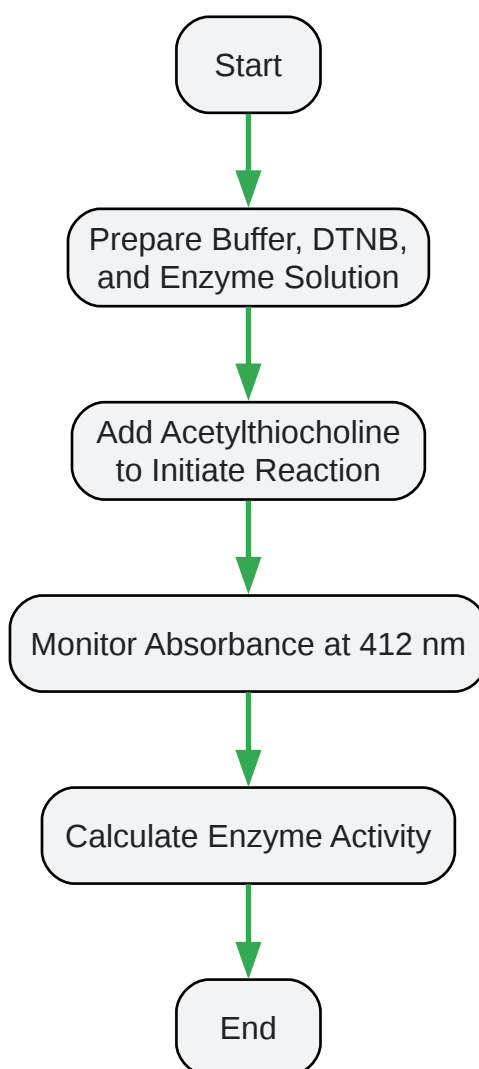 Start
Prepare Buffer, DTNB,
and Enzyme Solution
Add Acetylthiocholine
to Initiate Reaction
Monitor Absorbance at 412 nm
Calculate Enzyme Activity
End